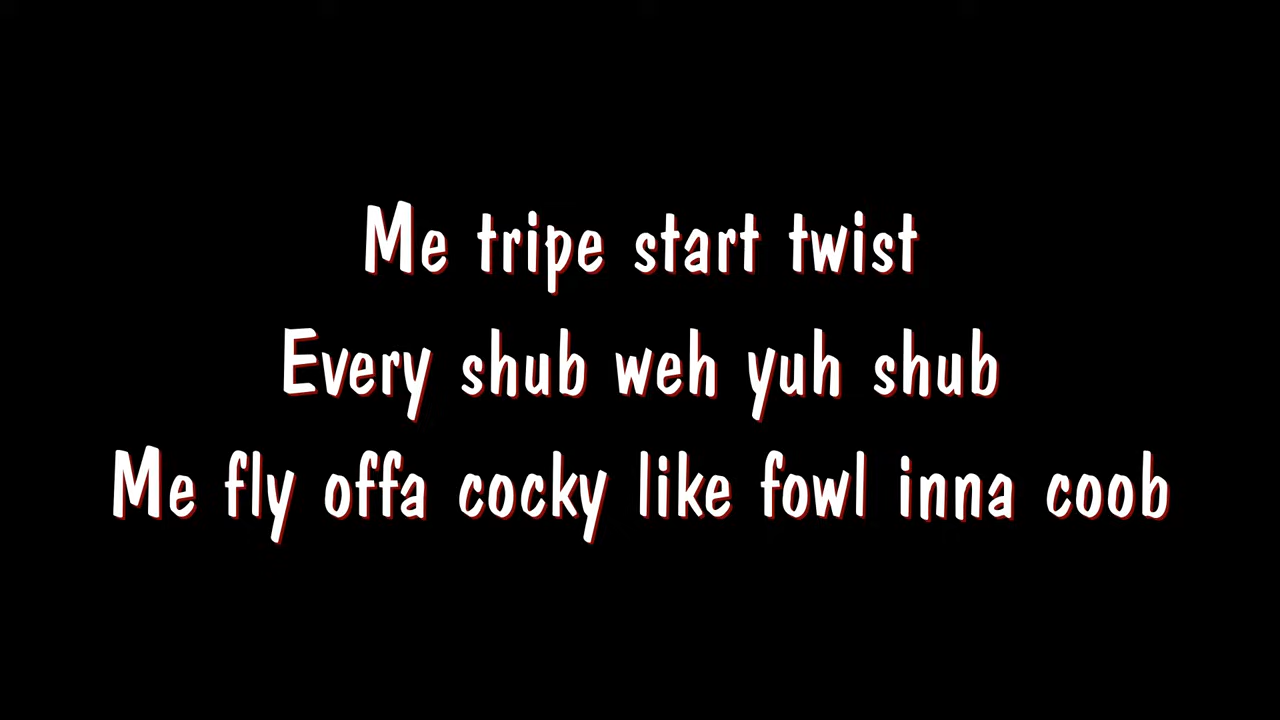 Me tripe start twist
Every shub weh yuh shub
Me fly offa cocky like fowl inna coob